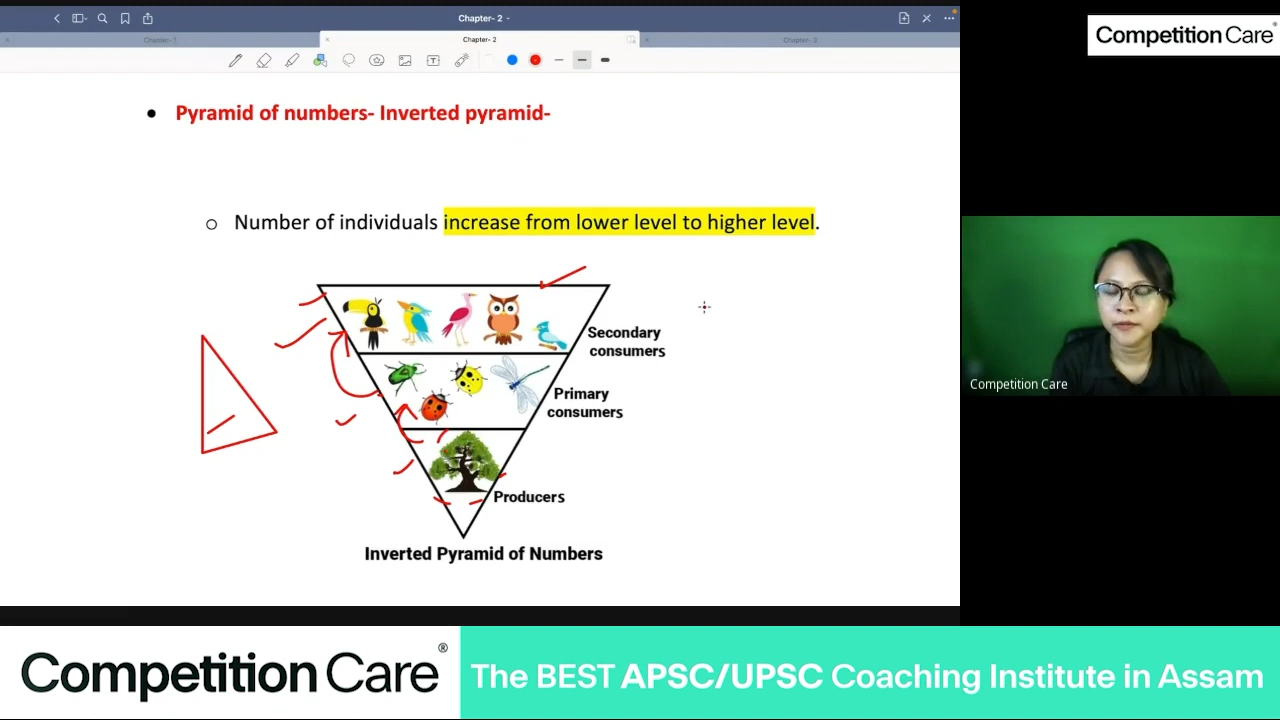 Chapter- 2
Chapter- 1
Chapter- 2
Chapter- 3
Competition Care
Pyramid of numbers- Inverted pyramid-
Number of individuals increase from lower level to higher level.
Secondary
consumers
Primary
consumers
Producers
Inverted Pyramid of Numbers
Competition Care
Competition Care®
The BEST APSC/UPSC Coaching Institute in Assam